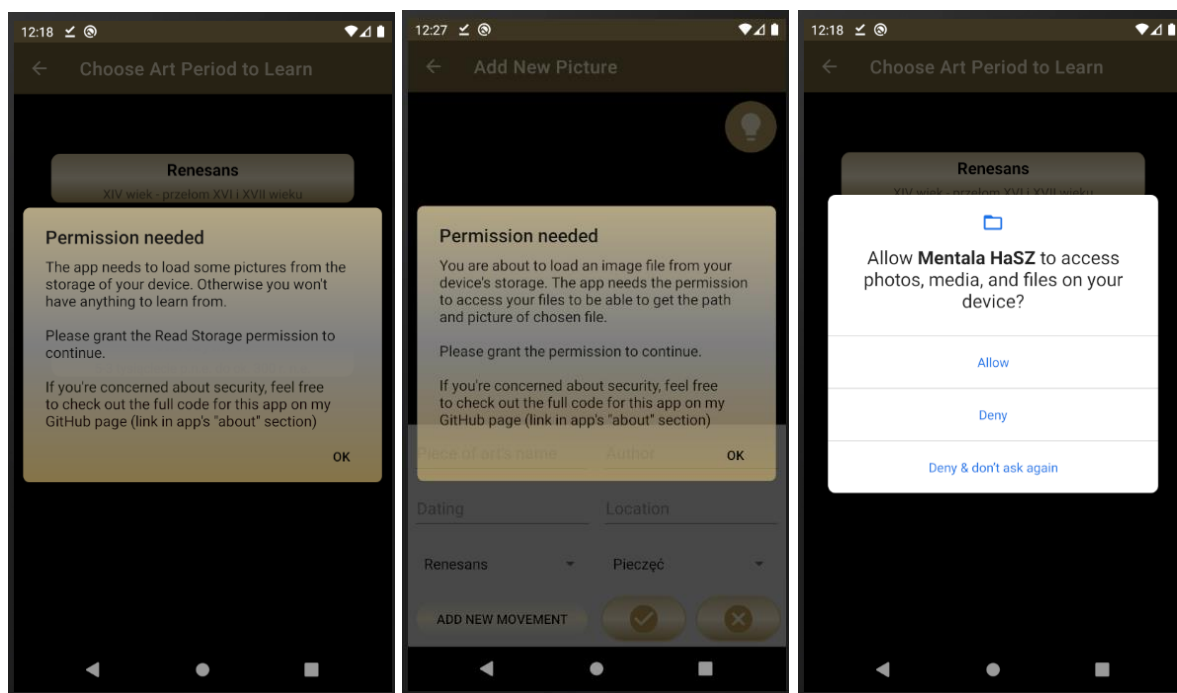 12:18
Choose Art Period to Learn
Renesans
XIV wiek - przełom XVI i XVII wieku
Permission needed
The app needs to load some pictures from the
storage of your device. Otherwise you won't
have anything to learn from.
Please grant the Read Storage permission to
continue.
If you're concerned about security, feel free
to check out the full code for this app on my
GitHub page (link in app's "about" section)
OK
12:27
Add New Picture
Permission needed
You are about to load an image file from your
device's storage. The app needs the permission
to access your files to be able to get the path
and picture of chosen file.
Please grant the permission to continue.
If you're concerned about security, feel free
to check out the full code for this app on my
GitHub page (link in app's "about" section)
Piece of art's name
Author
OK
Dating
Location
Renesans
Pieczęć
ADD NEW MOVEMENT
12:18
Choose Art Period to Learn
Renesans
XIV wiek - przełom XVI i XVII wieku
Allow Mentala HaSZ to access
photos, media, and files on your
device?
Allow
Deny
Deny & don't ask again